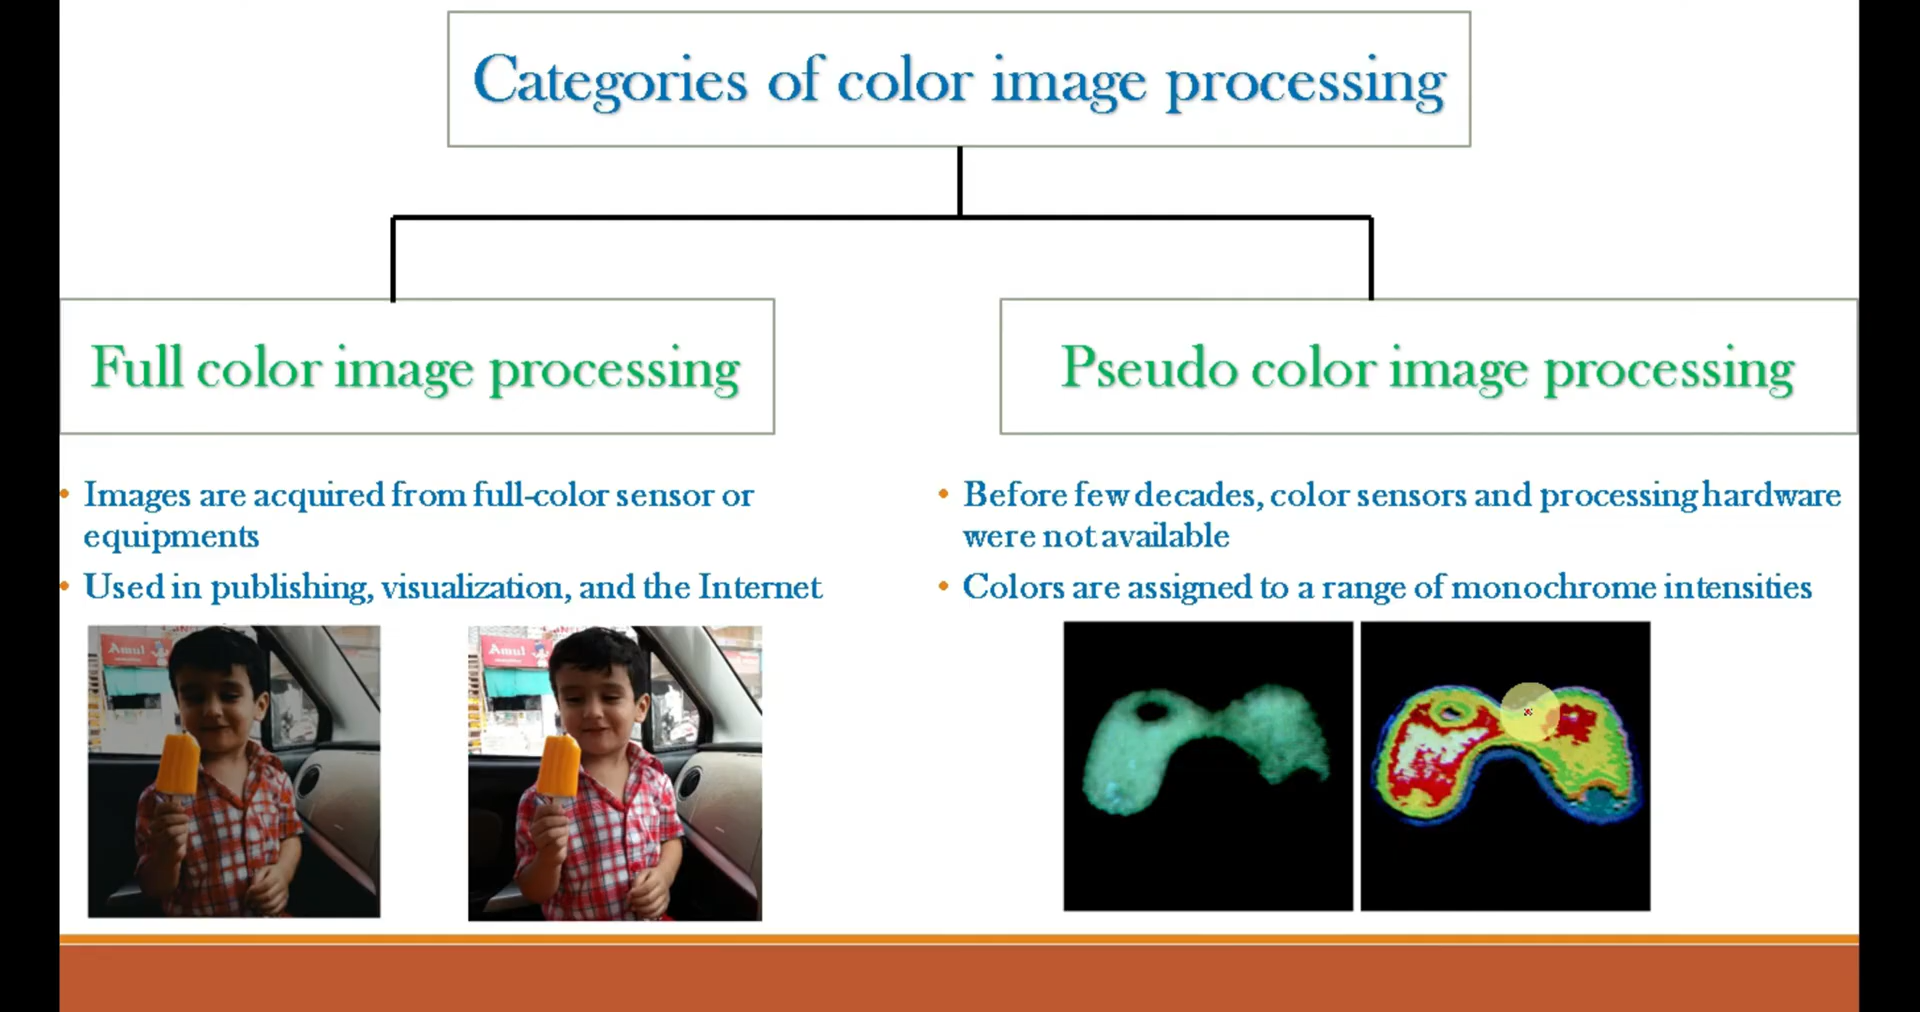 Categories of color image processing
Full color image processing
Pseudo color image processing
• Images are acquired from full-color sensor or
equipments
• Used in publishing, visualization, and the Internet
• Before few decades, color sensors and processing hardware
were not available
• Colors are assigned to a range of monochrome intensities
Amul
Amul